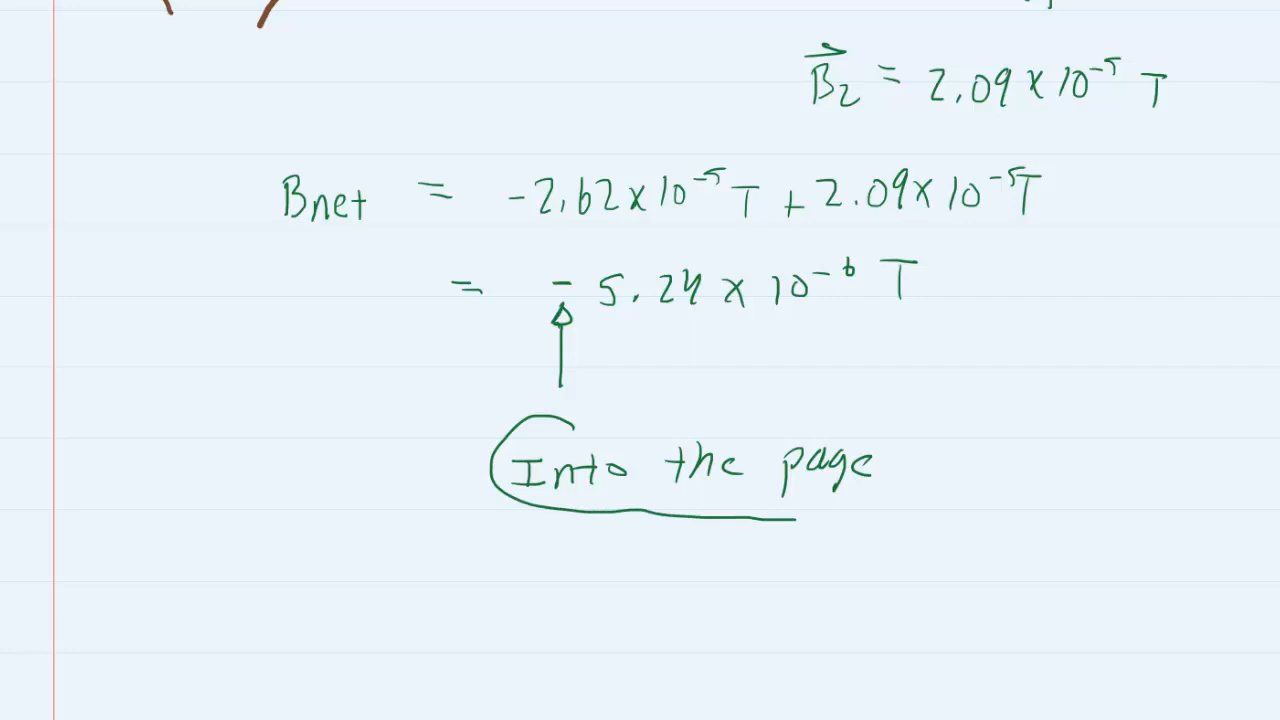 B₂ = 2.09 × 10⁻⁵ T
Bnet = -2.62 × 10⁻⁵ T + 2.09 × 10⁻⁵ T
= - 5.24 × 10⁻⁶ T
Into the page